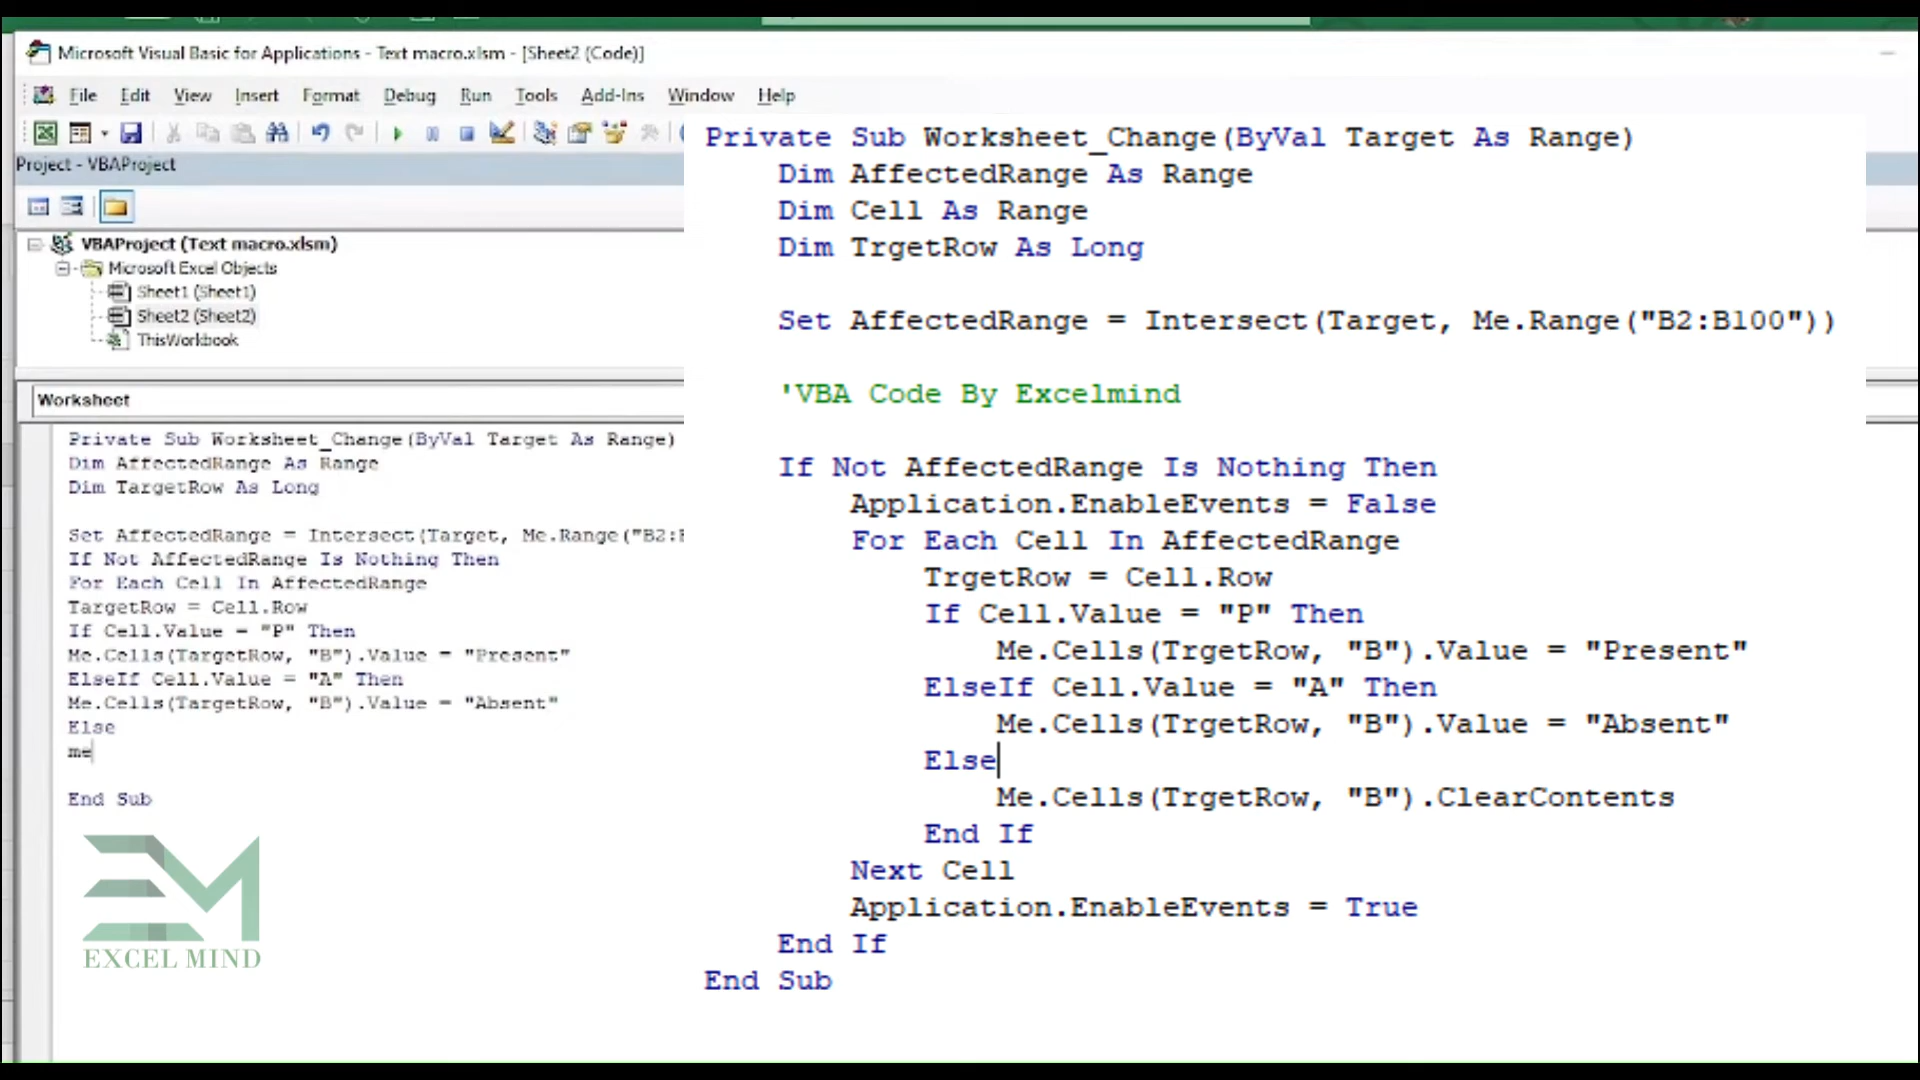 Microsoft Visual Basic for Applications - Text macro.xlsm - [Sheet2 (Code)]
File Edit View Insert Format Debug Run Tools Add-Ins Window Help
Project - VBAProject
VBAProject (Text macro.xlsm)
Microsoft Excel Objects
Sheet1 (Sheet1)
Sheet2 (Sheet2)
ThisWorkbook
Worksheet
Private Sub Worksheet_Change(ByVal Target As Range)
Dim AffectedRange As Range
Dim TargetRow As Long
Set AffectedRange = Intersect(Target, Me.Range("B2:
If Not AffectedRange Is Nothing Then
For Each Cell In AffectedRange
TargetRow = Cell.Row
If Cell.Value = "P" Then
Me.Cells(TargetRow, "B").Value = "Present"
ElseIf Cell.Value = "A" Then
Me.Cells(TargetRow, "B").Value = "Absent"
Else
me
End Sub
EXCEL MIND
Private Sub Worksheet_Change(ByVal Target As Range)
Dim AffectedRange As Range
Dim Cell As Range
Dim TrgetRow As Long
Set AffectedRange = Intersect(Target, Me.Range("B2:B100"))
'VBA Code By Excelmind
If Not AffectedRange Is Nothing Then
Application.EnableEvents = False
For Each Cell In AffectedRange
TrgetRow = Cell.Row
If Cell.Value = "P" Then
Me.Cells(TrgetRow, "B").Value = "Present"
ElseIf Cell.Value = "A" Then
Me.Cells(TrgetRow, "B").Value = "Absent"
Else
Me.Cells(TrgetRow, "B").ClearContents
End If
Next Cell
Application.EnableEvents = True
End If
End Sub